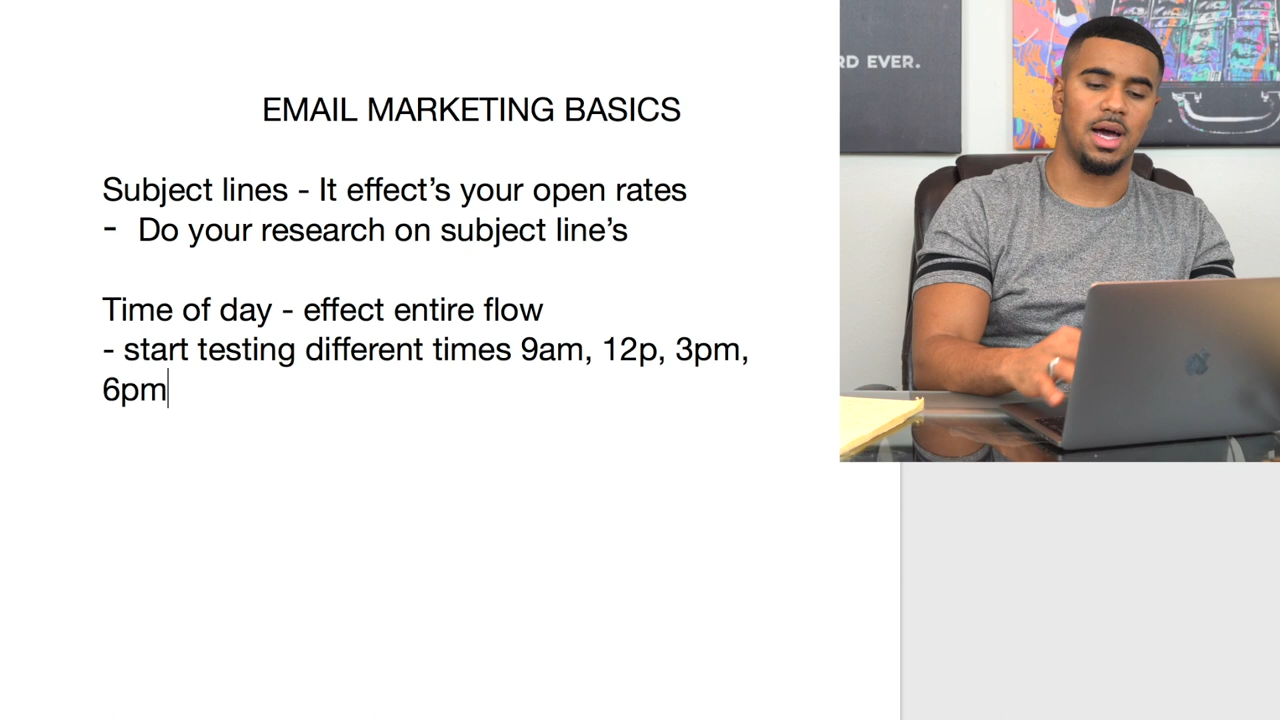 EMAIL MARKETING BASICS
Subject lines - It effect’s your open rates
- Do your research on subject line’s
Time of day - effect entire flow
- start testing different times 9am, 12p, 3pm,
6pm
RD EVER.